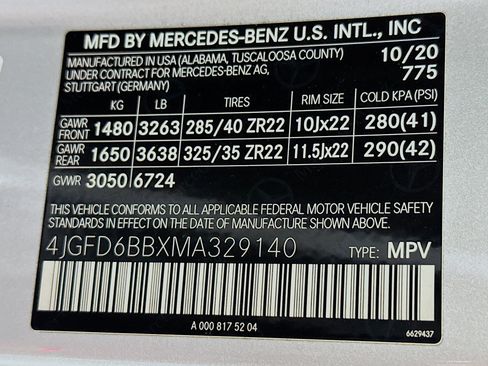 MFD BY MERCEDES-BENZ U.S. INTL., INC
MANUFACTURED IN USA (ALABAMA, TUSCALOOSA COUNTY) 10/20
UNDER CONTRACT FOR MERCEDES-BENZ AG, 775
STUTTGART (GERMANY)
KG LB TIRES RIM SIZE COLD KPA (PSI)
GAWR FRONT 1480 3263 285/40 ZR22 10Jx22 280(41)
GAWR REAR 1650 3638 325/35 ZR22 11.5Jx22 290(42)
GVWR 3050 6724
THIS VEHICLE CONFORMS TO ALL APPLICABLE FEDERAL MOTOR VEHICLE SAFETY
STANDARDS IN EFFECT ON THE DATE OF MANUFACTURE SHOWN ABOVE.
4JGFD6BBXMA329140 TYPE: MPV
A 000 817 52 04
6629437